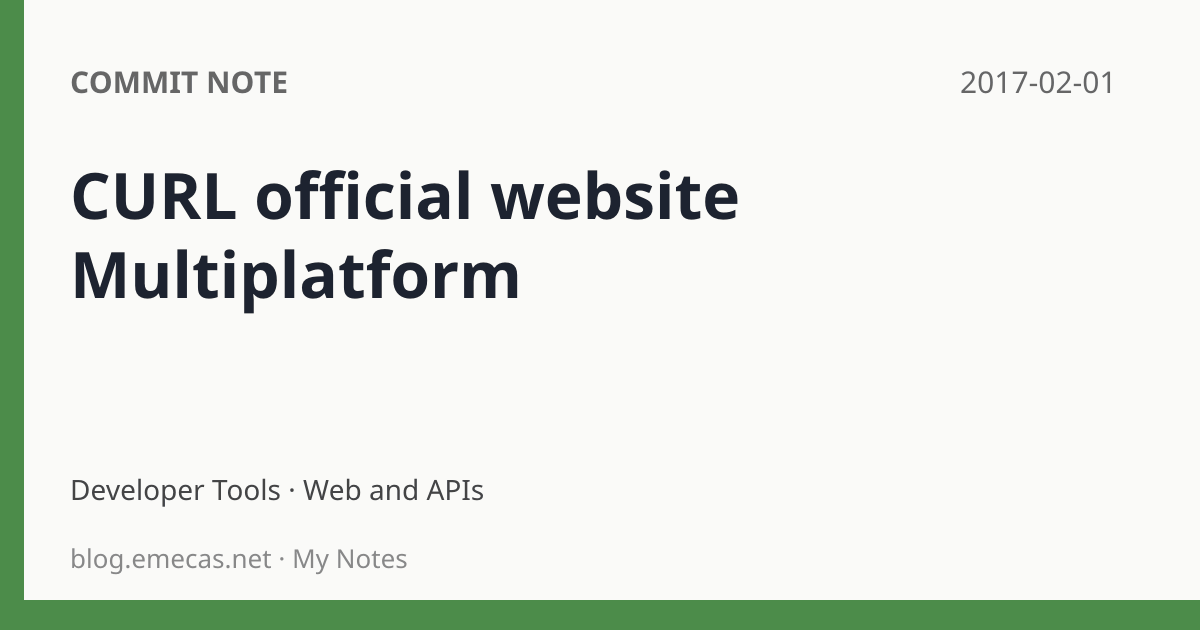 COMMIT NOTE
2017-02-01
CURL official website
Multiplatform
Developer Tools · Web and APIs
blog.emecas.net · My Notes